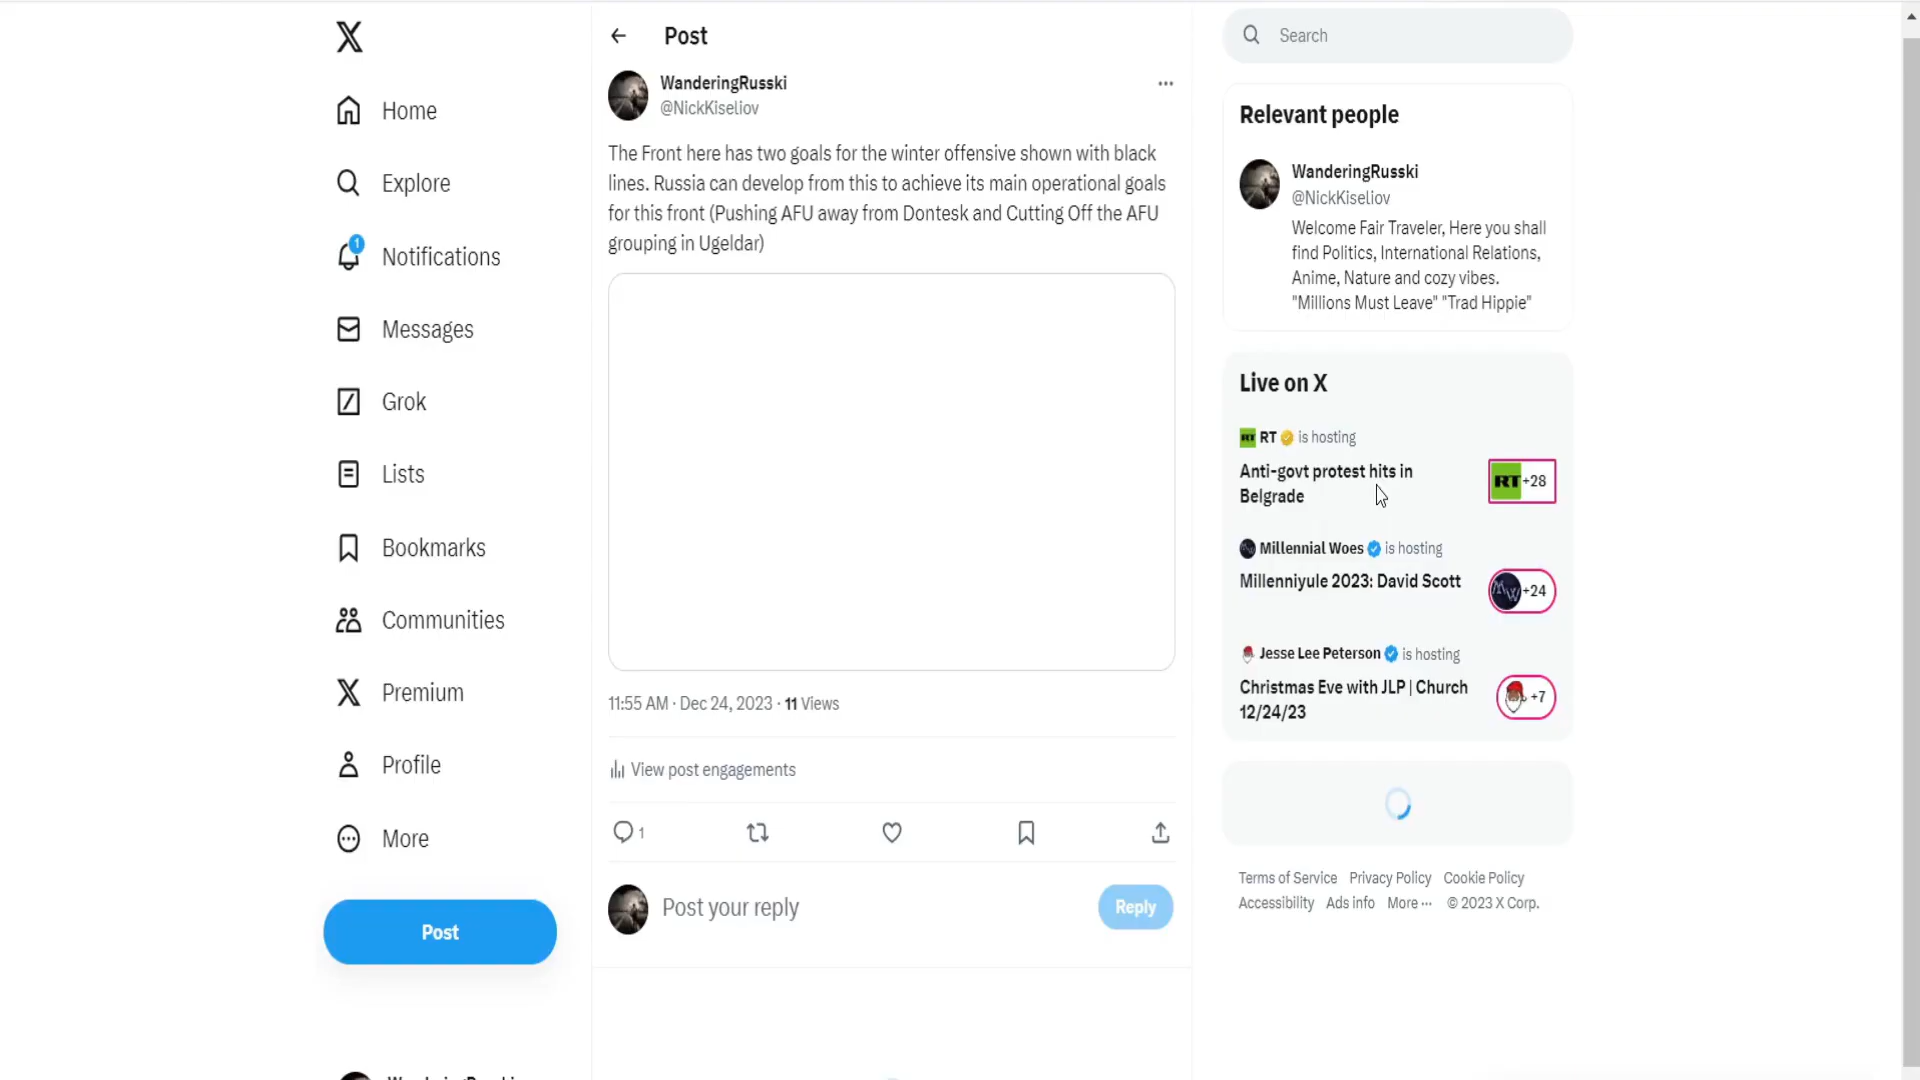 Post
Search
WanderingRusski
@NickKiseliov
The Front here has two goals for the winter offensive shown with black
lines. Russia can develop from this to achieve its main operational goals
for this front (Pushing AFU away from Dontesk and Cutting Off the AFU
grouping in Ugeldar)
11:55 AM · Dec 24, 2023 · 11 Views
View post engagements
1
Post your reply
Reply
Home
Explore
1
Notifications
Messages
Grok
Lists
Bookmarks
Communities
Premium
Profile
More
Post
Relevant people
WanderingRusski
@NickKiseliov
Welcome Fair Traveler, Here you shall
find Politics, International Relations,
Anime, Nature and cozy vibes.
"Millions Must Leave" "Trad Hippie"
Live on X
RT is hosting
Anti-govt protest hits in
Belgrade
RT +28
Millennial Woes is hosting
Millenniyule 2023: David Scott
MW +24
Jesse Lee Peterson is hosting
Christmas Eve with JLP | Church
12/24/23
+7
Terms of Service Privacy Policy Cookie Policy
Accessibility Ads info More ··· © 2023 X Corp.